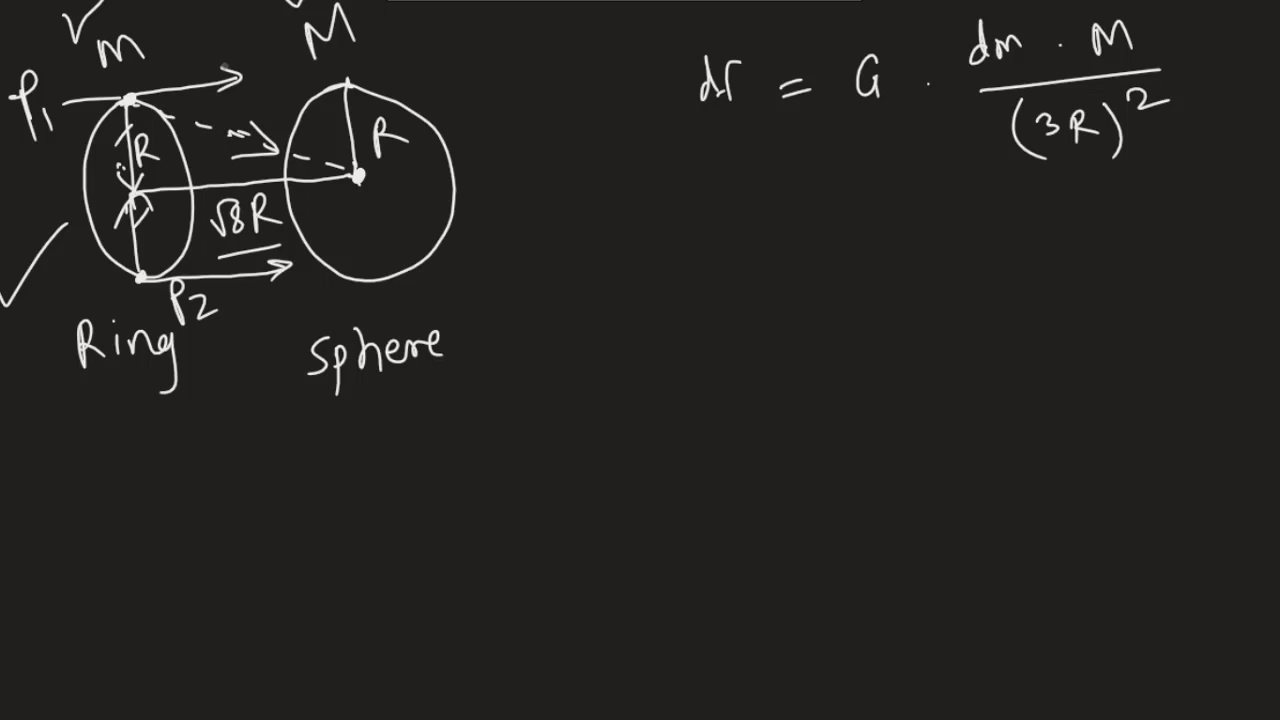 m M
P1
R R
√8R
P2
Ring sphere
dF = G · dm · M / (3R)²